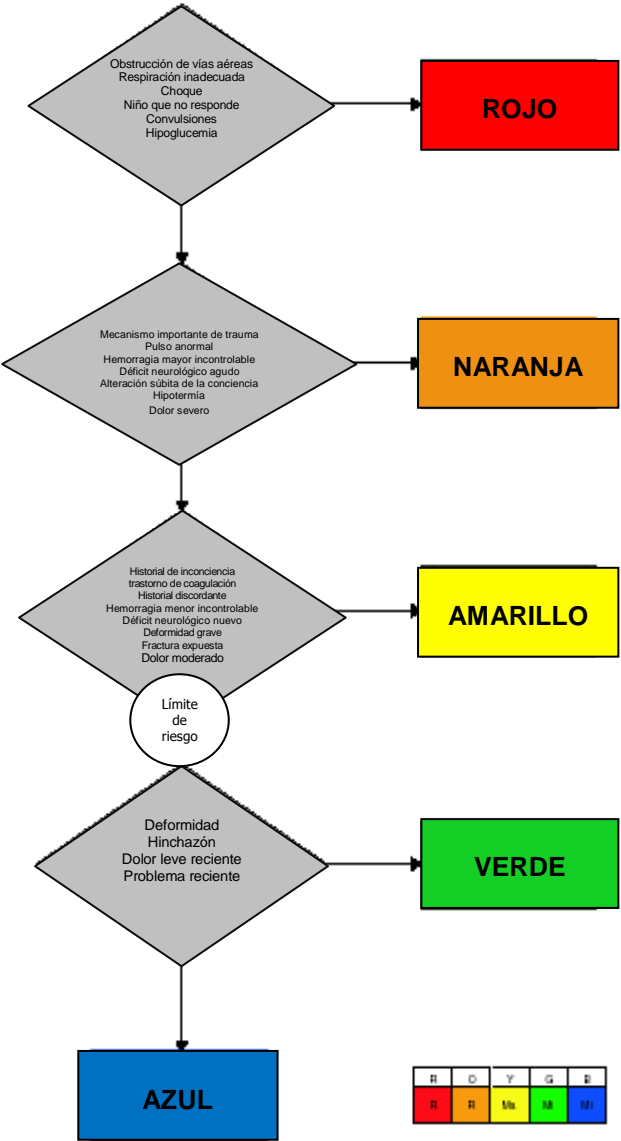 Obstrucción de vías aéreas
Respiración inadecuada
Choque
Niño que no responde
Convulsiones
Hipoglucemia
ROJO
Mecanismo importante de trauma
Pulso anormal
Hemorragia mayor incontrolable
Déficit neurológico agudo
Alteración súbita de la conciencia
Hipotermía
Dolor severo
NARANJA
Historial de inconciencia
trastorno de coagulación
Historial discordante
Hemorragia menor incontrolable
Déficit neurológico nuevo
Deformidad grave
Fractura expuesta
Dolor moderado
AMARILLO
Límite
de
riesgo
Deformidad
Hinchazón
Dolor leve reciente
Problema reciente
VERDE
AZUL
R O Y G B
R R Ma M MI